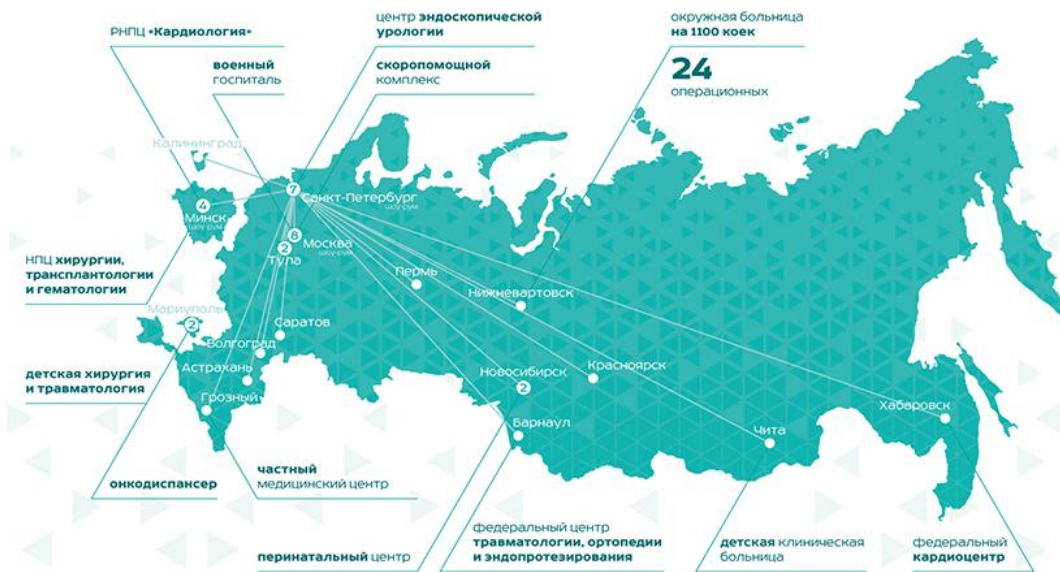 РНПЦ «Кардиология»
центр эндоскопической
урологии
окружная больница
на 1100 коек
военный
госпиталь
скоропомощной
комплекс
24
операционных
Калининград
7
Санкт-Петербург
шоу-рум
4
Минск
шоу-рум
8
Москва
шоу-рум
2
Тула
Пермь
Нижневартовск
НПЦ хирургии,
трансплантологии
и гематологии
Мариуполь
2
Саратов
Волгоград
Астрахань
Грозный
детская хирургия
и травматология
Новосибирск
2
Красноярск
Барнаул
Чита
Хабаровск
онкодиспансер
частный
медицинский центр
перинатальный центр
федеральный центр
травматологии, ортопедии
и эндопротезирования
детская клиническая
больница
федеральный
кардиоцентр